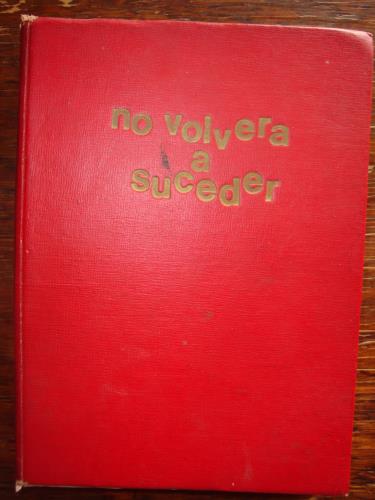 no volvera
a
suceder